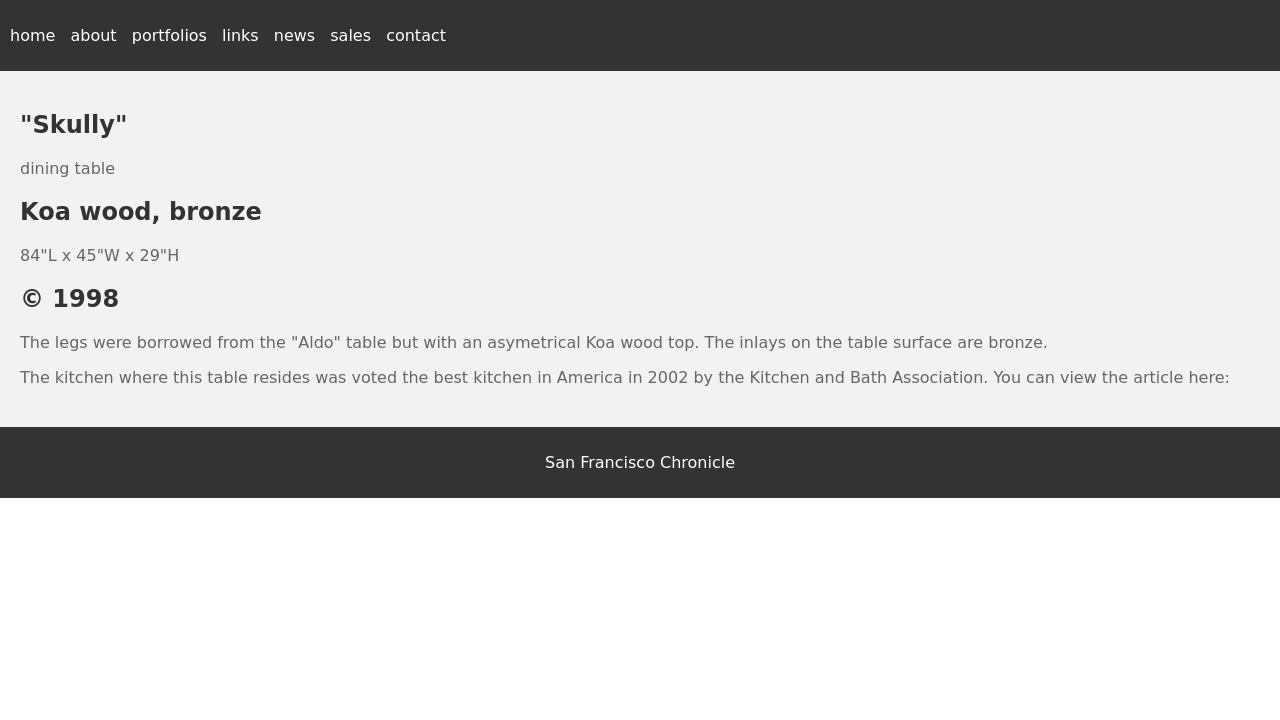 home about portfolios links news sales contact
"Skully"
dining table
Koa wood, bronze
84"L x 45"W x 29"H
© 1998
The legs were borrowed from the "Aldo" table but with an asymetrical Koa wood top. The inlays on the table surface are bronze.
The kitchen where this table resides was voted the best kitchen in America in 2002 by the Kitchen and Bath Association. You can view the article here:
San Francisco Chronicle